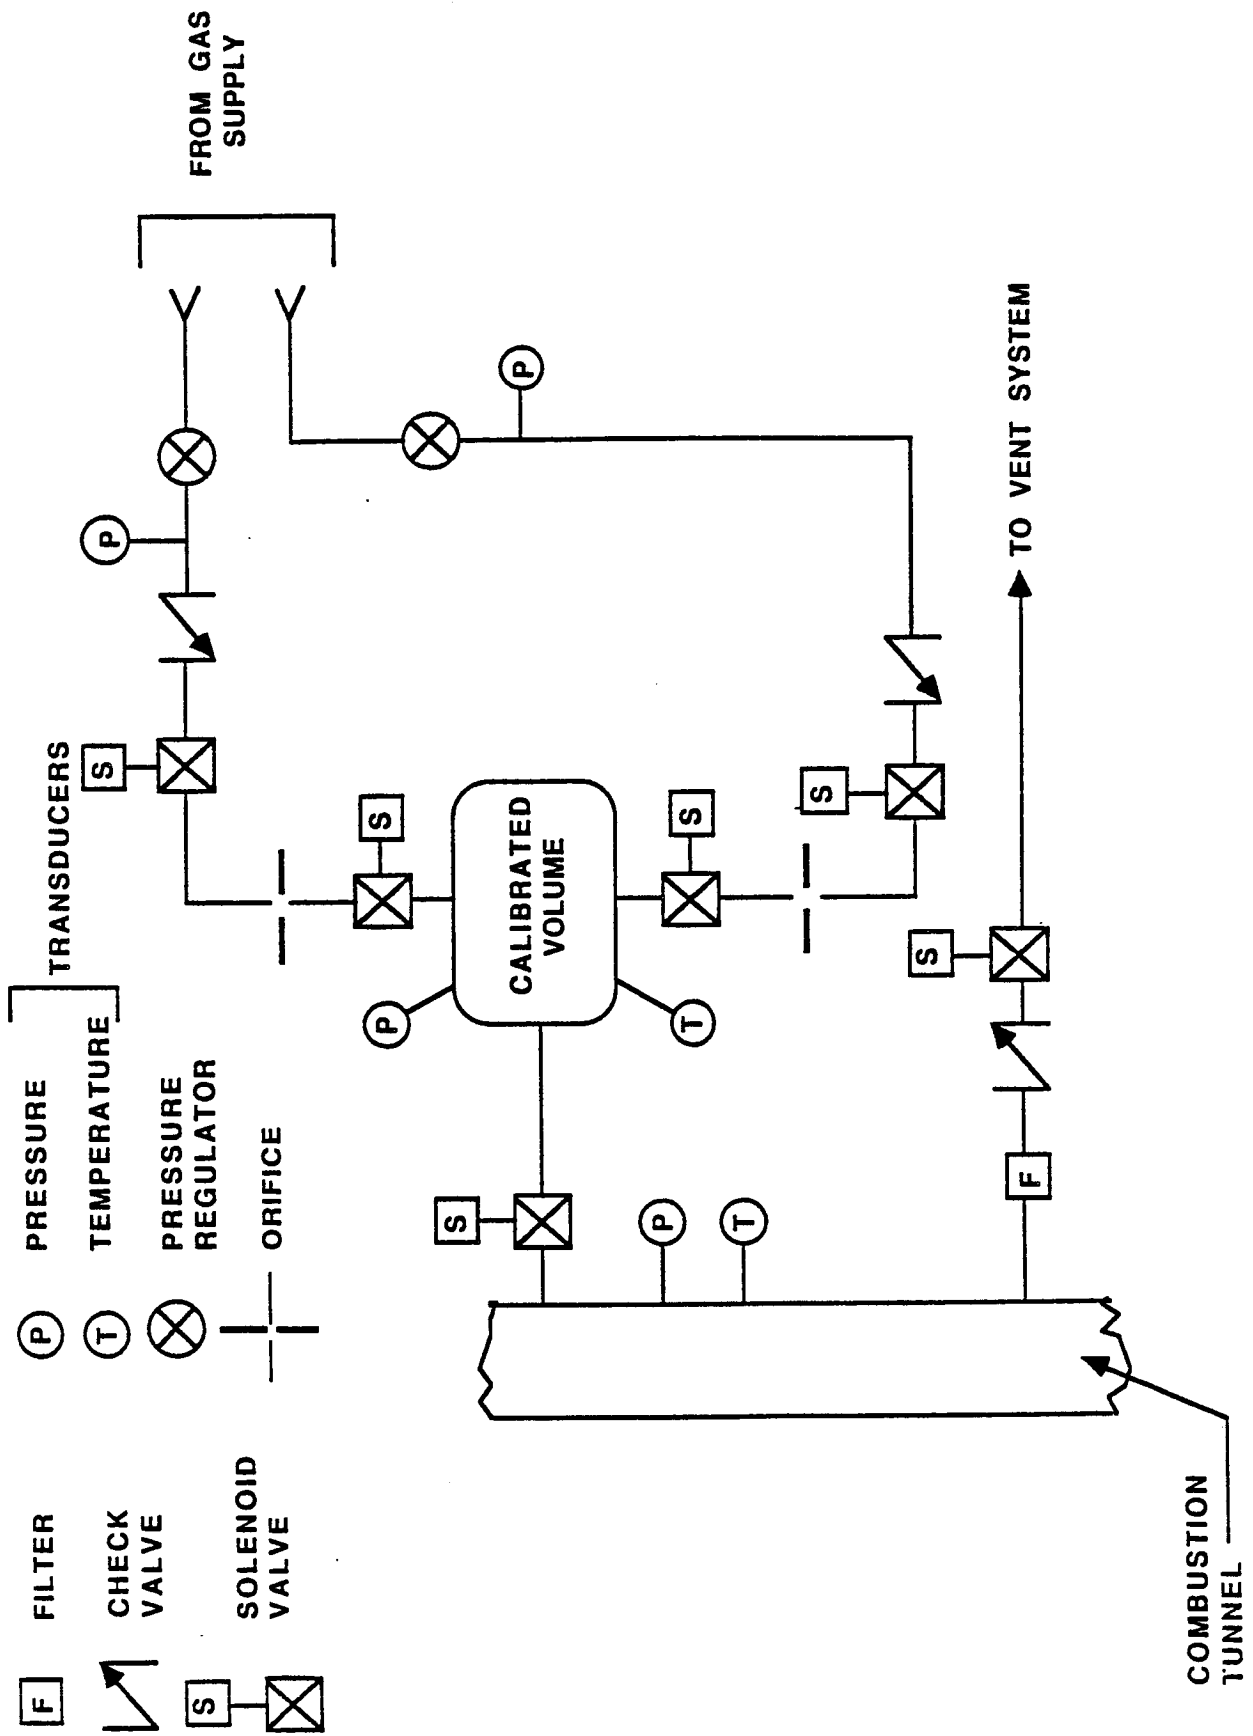 F FILTER
CHECK
VALVE
S SOLENOID
VALVE
P PRESSURE
T TEMPERATURE
TRANSDUCERS
PRESSURE
REGULATOR
ORIFICE
FROM GAS
SUPPLY
P
S
S
P
CALIBRATED
VOLUME
T
S
S
P
S
P
T
F
S
TO VENT SYSTEM
COMBUSTION
TUNNEL